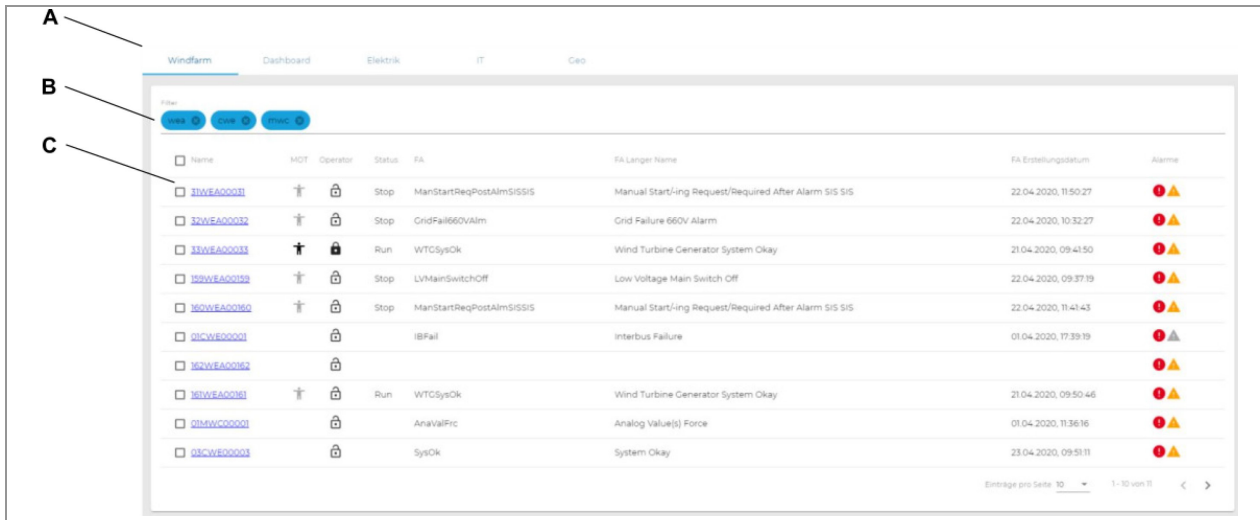 A
Windfarm Dashboard Elektrik IT Geo
B
Filter
wea cwe mwc
C
Name MOT Operator Status FA FA Langer Name FA Erstellungsdatum Alarme
31WEA00031 Stop ManStartReqPostAlmSISSIS Manual Start/-ing Request/Required After Alarm SIS SIS 22.04.2020, 11:50:27
32WEA00032 Stop GridFail660VAlm Grid Failure 660V Alarm 22.04.2020, 10:32:27
33WEA00033 Run WTGSysOk Wind Turbine Generator System Okay 21.04.2020, 09:41:50
159WEA00159 Stop LVMainSwitchOff Low Voltage Main Switch Off 22.04.2020, 09:37:19
160WEA00160 Stop ManStartReqPostAlmSISSIS Manual Start/-ing Request/Required After Alarm SIS SIS 22.04.2020, 11:41:43
01CWE00001 IBFail Interbus Failure 01.04.2020, 17:39:19
162WEA00162
161WEA00161 Run WTGSysOk Wind Turbine Generator System Okay 21.04.2020, 09:50:46
01MWC00001 AnaValFrc Analog Value(s) Force 01.04.2020, 11:36:16
03CWE00003 SysOk System Okay 23.04.2020, 09:51:11
Einträge pro Seite 10 1 - 10 von 11